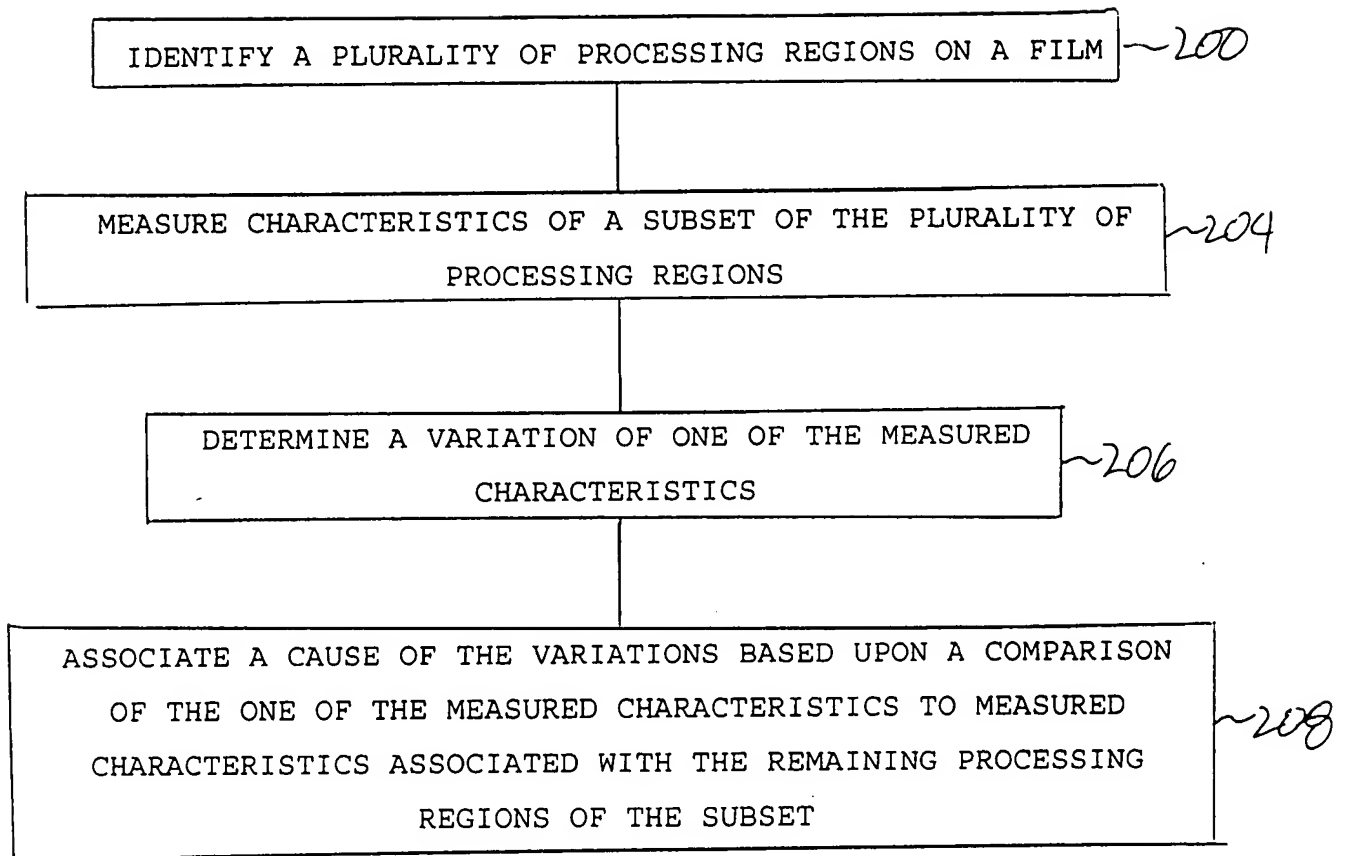 IDENTIFY A PLURALITY OF PROCESSING REGIONS ON A FILM ~200
MEASURE CHARACTERISTICS OF A SUBSET OF THE PLURALITY OF
PROCESSING REGIONS
~204
DETERMINE A VARIATION OF ONE OF THE MEASURED
CHARACTERISTICS
~206
ASSOCIATE A CAUSE OF THE VARIATIONS BASED UPON A COMPARISON
OF THE ONE OF THE MEASURED CHARACTERISTICS TO MEASURED
CHARACTERISTICS ASSOCIATED WITH THE REMAINING PROCESSING
REGIONS OF THE SUBSET
~208